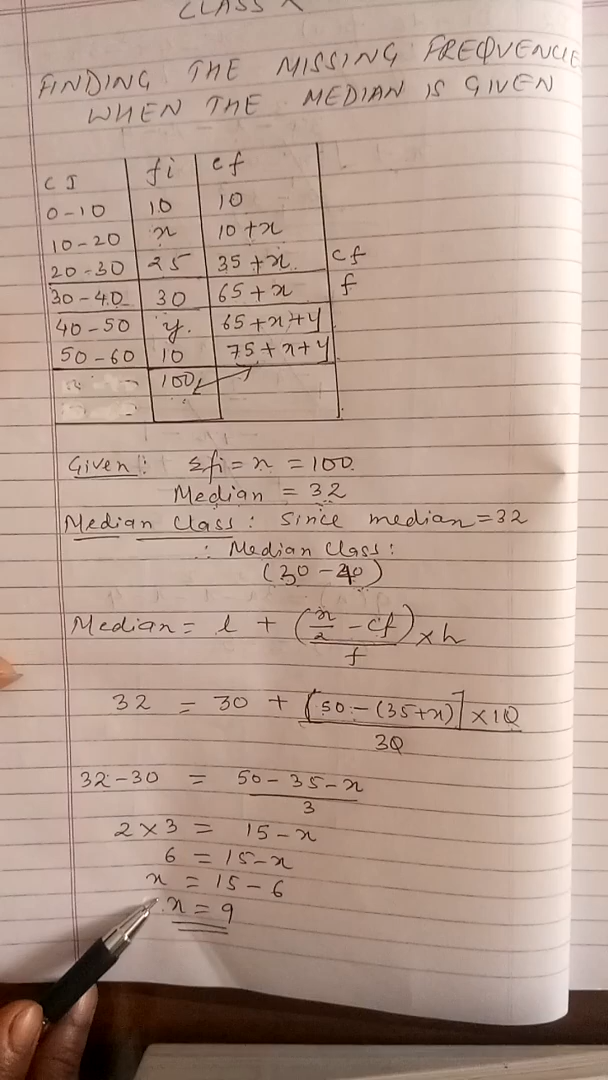 CLASS X
FINDING THE MISSING FREQUENCIE
WHEN THE MEDIAN IS GIVEN
CI fi cf
0-10 10 10
10-20 x 10+x
20-30 25 35+x cf
30-40 30 65+x f
40-50 y. 65+x+y
50-60 10 75+x+y
100
Given: Σfi = n = 100.
Median = 32
Median Class: Since median = 32
∴ Median Class:
(30-40)
Median = l + (n/2 - cf)/f × h
32 = 30 + [50 - (35+x)] × 10 / 30
32-30 = 50-35-x / 3
2 × 3 = 15-x
6 = 15-x
x = 15-6
x = 9